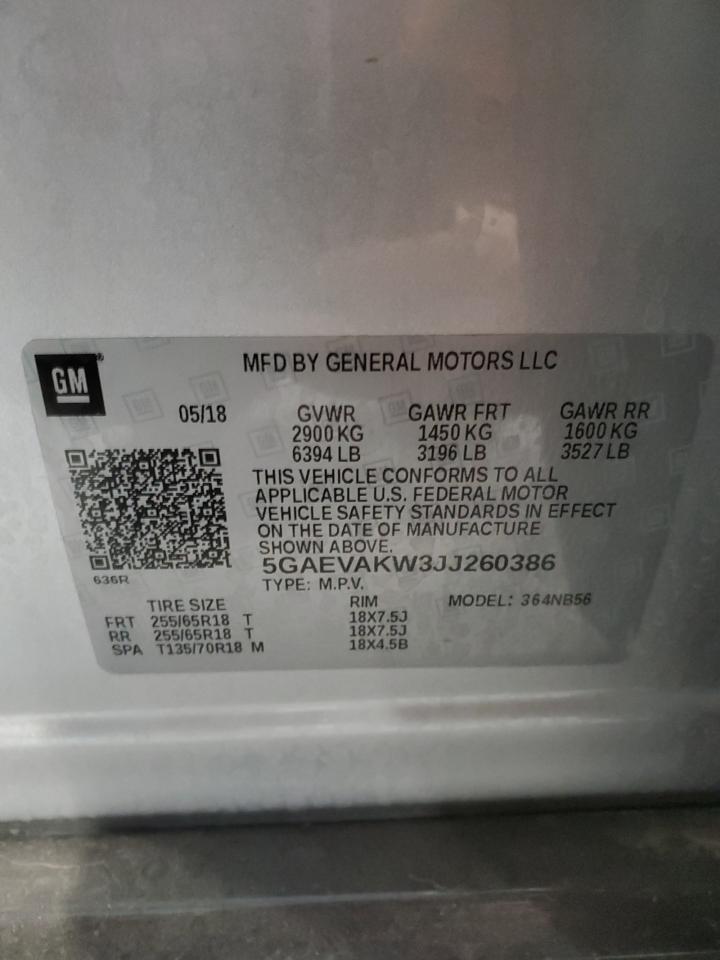 GM
MFD BY GENERAL MOTORS LLC
05/18 GVWR GAWR FRT GAWR RR
2900 KG 1450 KG 1600 KG
6394 LB 3196 LB 3527 LB
THIS VEHICLE CONFORMS TO ALL
APPLICABLE U.S. FEDERAL MOTOR
VEHICLE SAFETY STANDARDS IN EFFECT
ON THE DATE OF MANUFACTURE
SHOWN ABOVE.
5GAEVAKW3JJ260386
636R
TYPE: M.P.V.
TIRE SIZE RIM MODEL: 364NB56
FRT 255/65R18 T 18X7.5J
RR 255/65R18 T 18X7.5J
SPA T135/70R18 M 18X4.5B